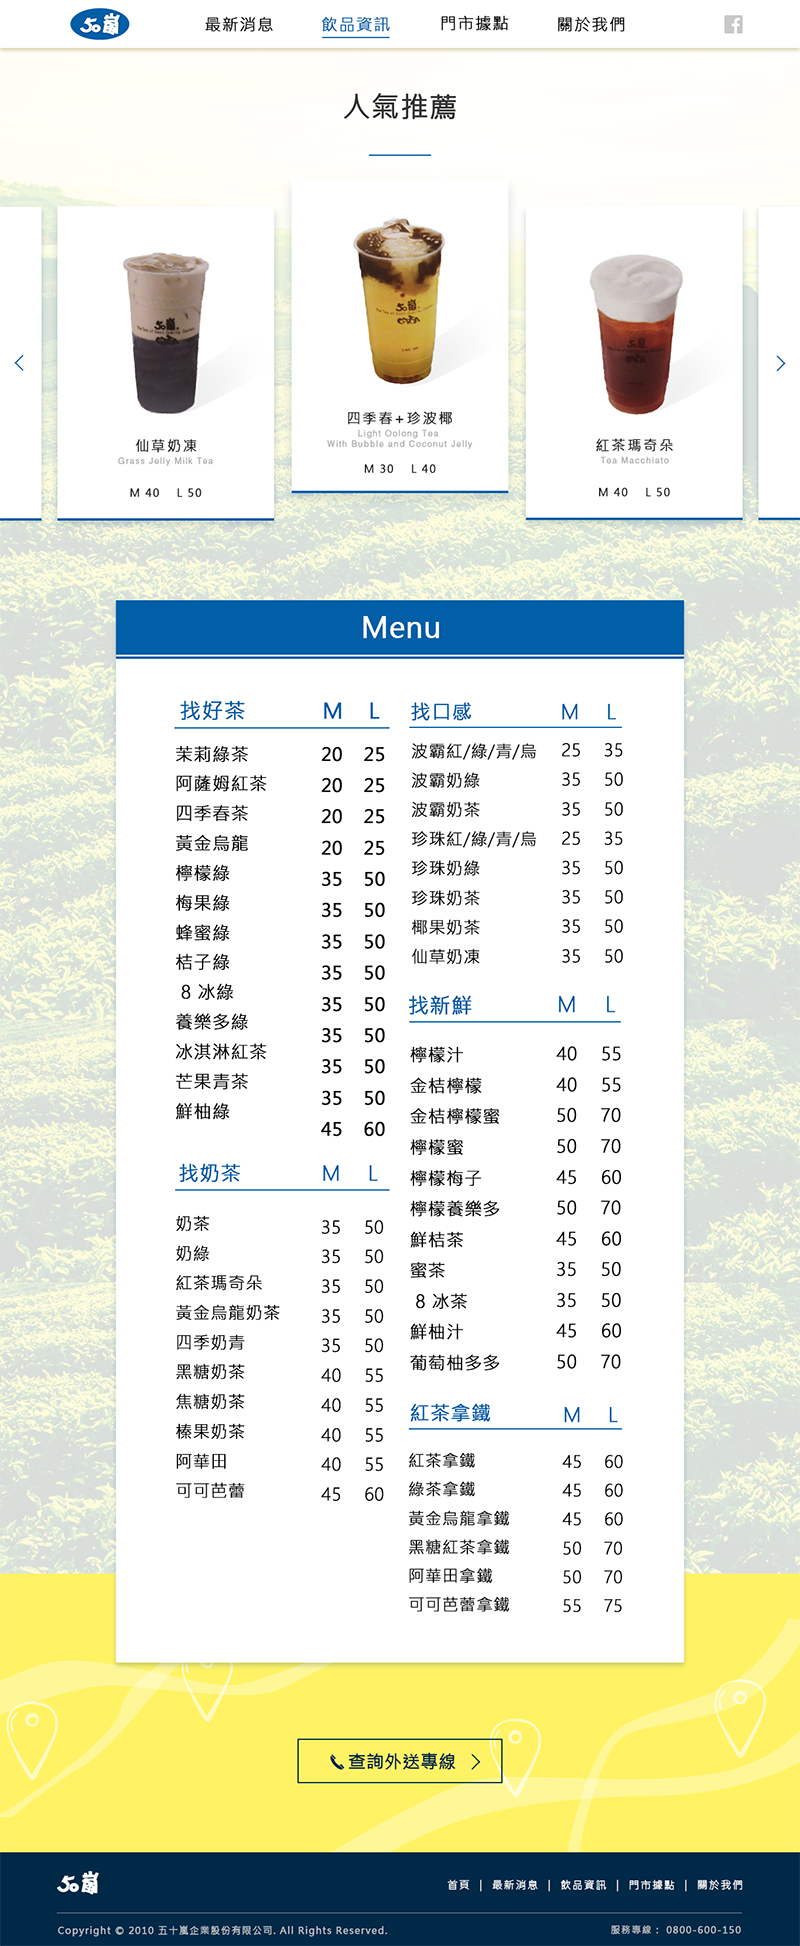 50嵐
最新消息 飲品資訊 門市據點 關於我們
人氣推薦
仙草奶凍
Grass Jelly Milk Tea
M 40 L 50
四季春+珍波椰
Light Oolong Tea
With Bubble and Coconut Jelly
M 30 L 40
紅茶瑪奇朵
Tea Macchiato
M 40 L 50
Menu
找好茶 M L
茉莉綠茶 20 25
阿薩姆紅茶 20 25
四季春茶 20 25
黃金烏龍 20 25
檸檬綠 35 50
梅果綠 35 50
蜂蜜綠 35 50
桔子綠 35 50
8 冰綠 35 50
養樂多綠 35 50
冰淇淋紅茶 35 50
芒果青茶 35 50
鮮柚綠 45 60
找奶茶 M L
奶茶 35 50
奶綠 35 50
紅茶瑪奇朵 35 50
黃金烏龍奶茶 35 50
四季奶青 35 50
黑糖奶茶 40 55
焦糖奶茶 40 55
榛果奶茶 40 55
阿華田 40 55
可可芭蕾 45 60
找口感 M L
波霸紅/綠/青/烏 25 35
波霸奶綠 35 50
波霸奶茶 35 50
珍珠紅/綠/青/烏 25 35
珍珠奶綠 35 50
珍珠奶茶 35 50
椰果奶茶 35 50
仙草奶凍 35 50
找新鮮 M L
檸檬汁 40 55
金桔檸檬 40 55
金桔檸檬蜜 50 70
檸檬蜜 50 70
檸檬梅子 45 60
檸檬養樂多 50 70
鮮桔茶 45 60
蜜茶 35 50
8 冰茶 35 50
鮮柚汁 45 60
葡萄柚多多 50 70
紅茶拿鐵 M L
紅茶拿鐵 45 60
綠茶拿鐵 45 60
黃金烏龍拿鐵 45 60
黑糖紅茶拿鐵 50 70
阿華田拿鐵 50 70
可可芭蕾拿鐵 55 75
查詢外送專線 >
50嵐
首頁 | 最新消息 | 飲品資訊 | 門市據點 | 關於我們
Copyright © 2010 五十嵐企業股份有限公司. All Rights Reserved.
服務專線： 0800-600-150